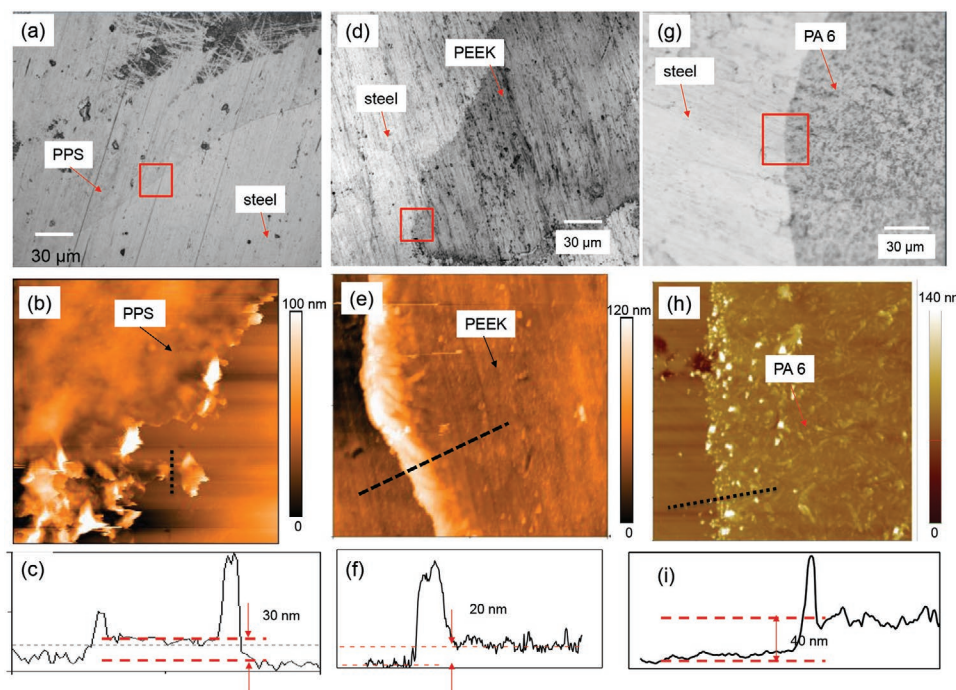 (a)
PPS
steel
30 µm
(d)
PEEK
steel
30 µm
(g)
PA 6
steel
30 µm
(b)
PPS
100 nm
0
(e)
PEEK
120 nm
0
(h)
PA 6
140 nm
0
(c)
30 nm
(f)
20 nm
(i)
40 nm